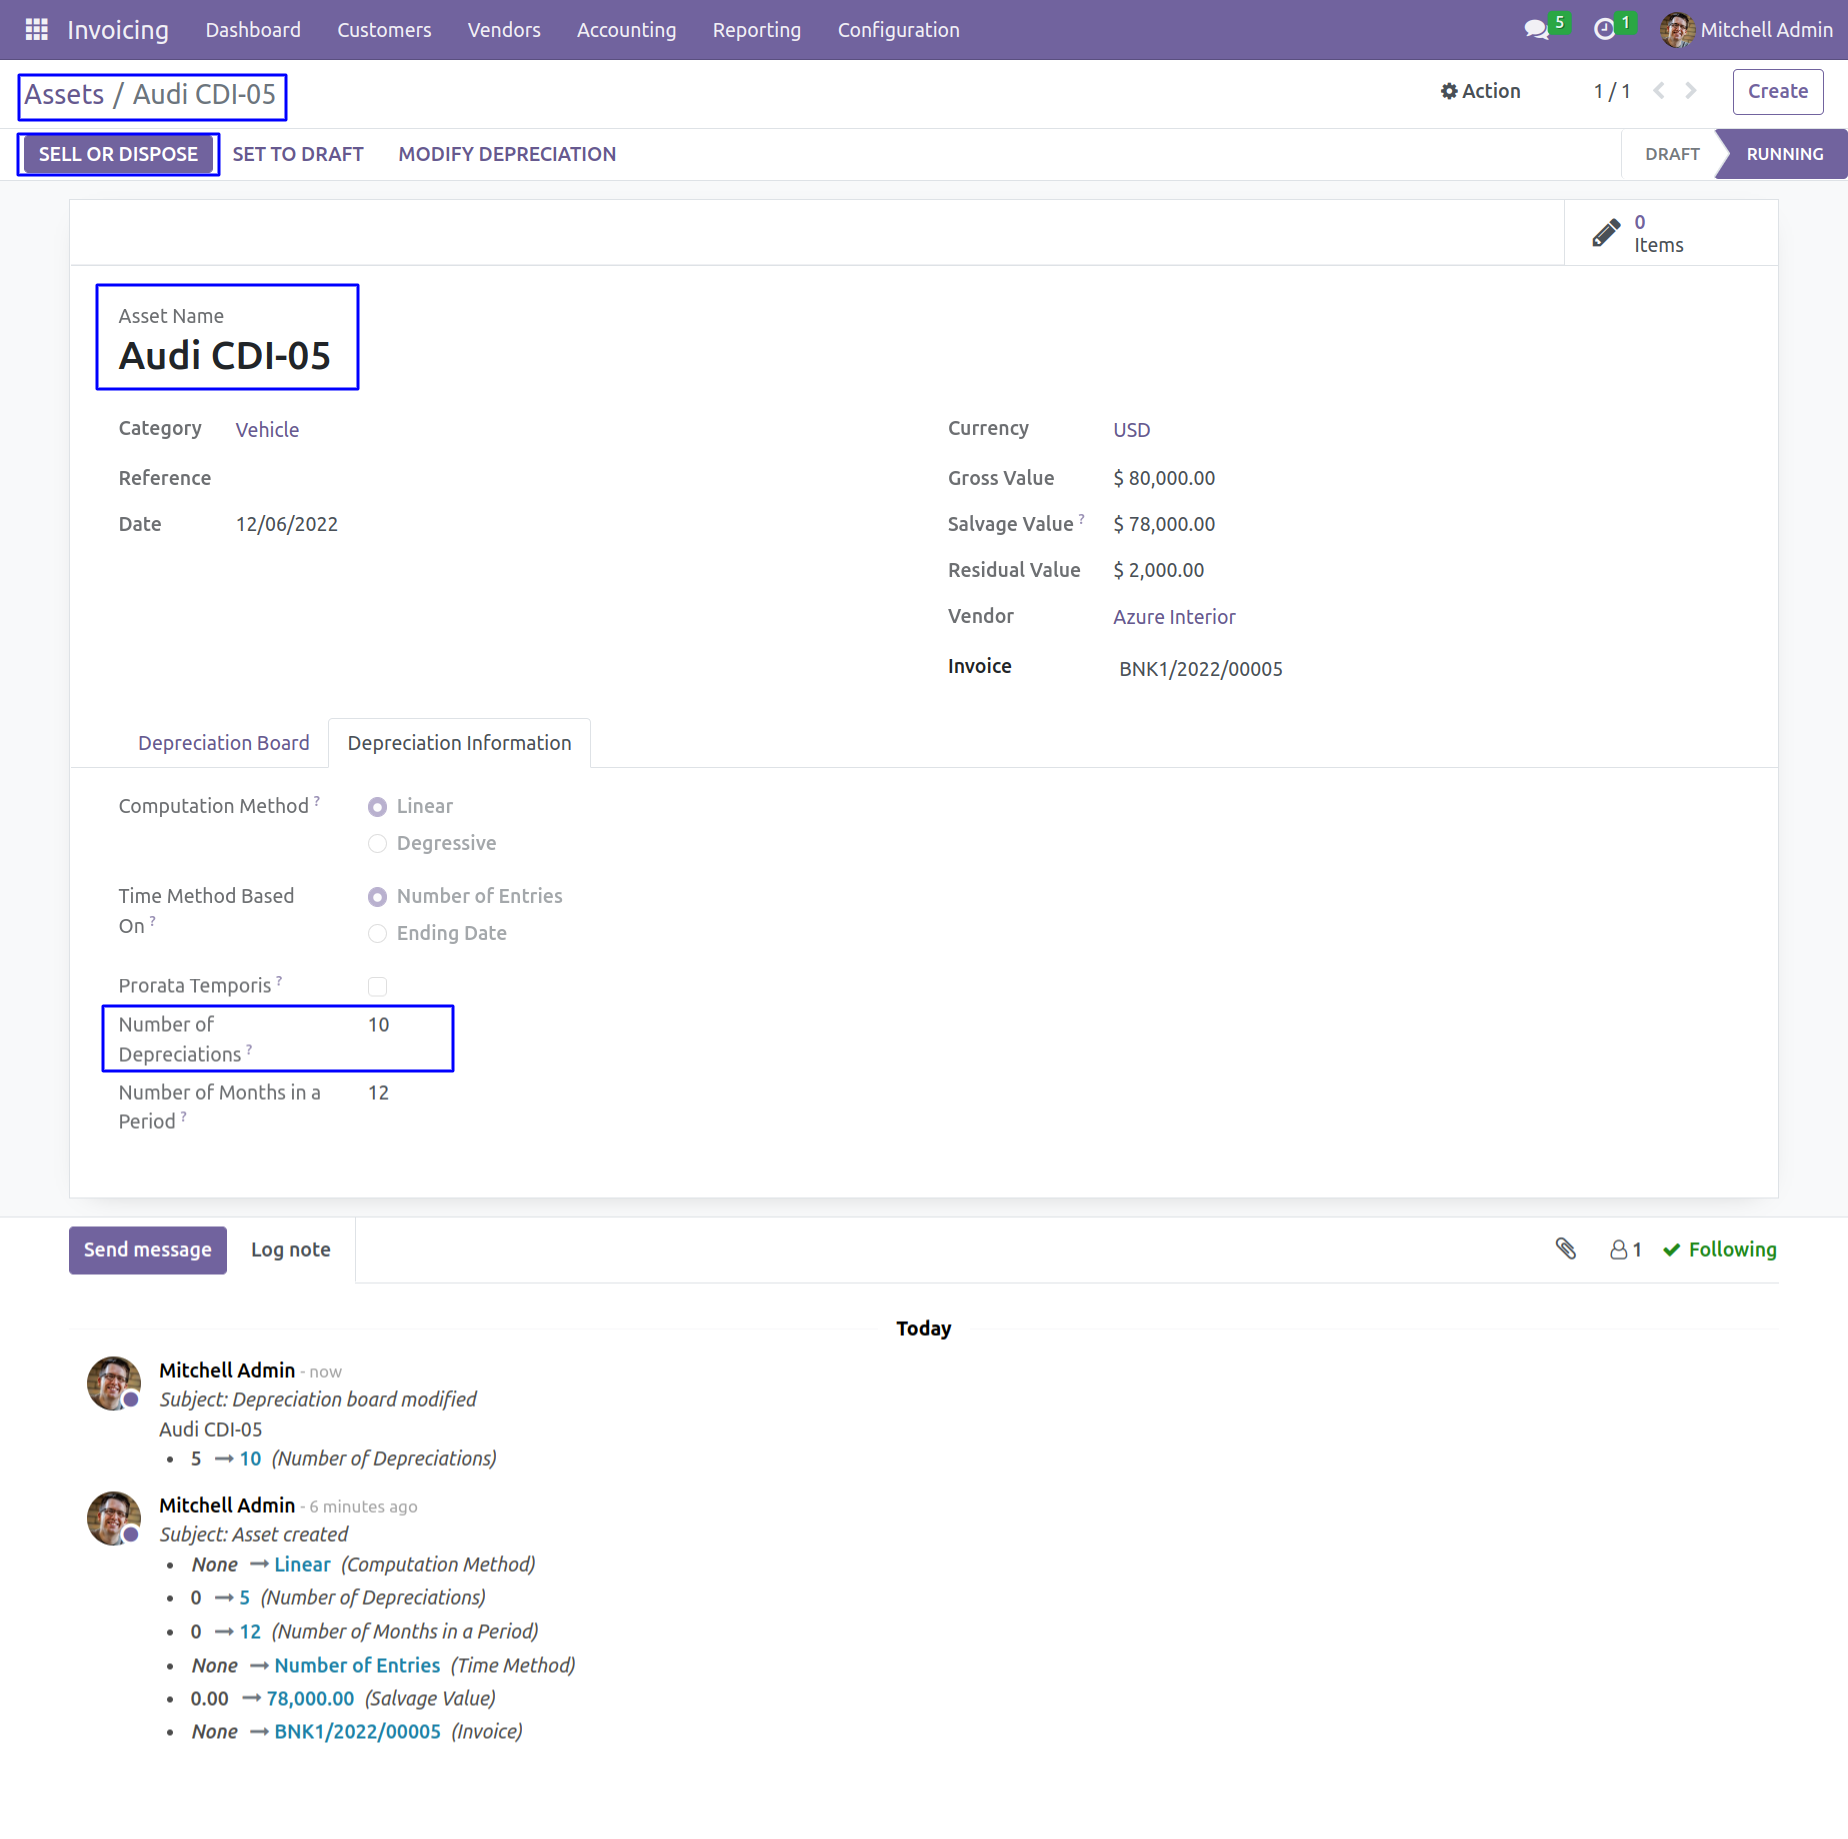 Invoicing Dashboard Customers Vendors Accounting Reporting Configuration 5 1 Mitchell Admin
Assets / Audi CDI-05 Action 1 / 1 Create
SELL OR DISPOSE SET TO DRAFT MODIFY DEPRECIATION DRAFT RUNNING
0
Items
Asset Name
Audi CDI-05
Category Vehicle Currency USD
Reference Gross Value $ 80,000.00
Date 12/06/2022 Salvage Value ? $ 78,000.00
Residual Value $ 2,000.00
Vendor Azure Interior
Invoice BNK1/2022/00005
Depreciation Board Depreciation Information
Computation Method ? Linear
Degressive
Time Method Based Number of Entries
On ? Ending Date
Prorata Temporis ?
Number of 10
Depreciations ?
Number of Months in a 12
Period ?
Send message Log note 1 Following
Today
Mitchell Admin - now
Subject: Depreciation board modified
Audi CDI-05
• 5 → 10 (Number of Depreciations)
Mitchell Admin - 6 minutes ago
Subject: Asset created
• None → Linear (Computation Method)
• 0 → 5 (Number of Depreciations)
• 0 → 12 (Number of Months in a Period)
• None → Number of Entries (Time Method)
• 0.00 → 78,000.00 (Salvage Value)
• None → BNK1/2022/00005 (Invoice)